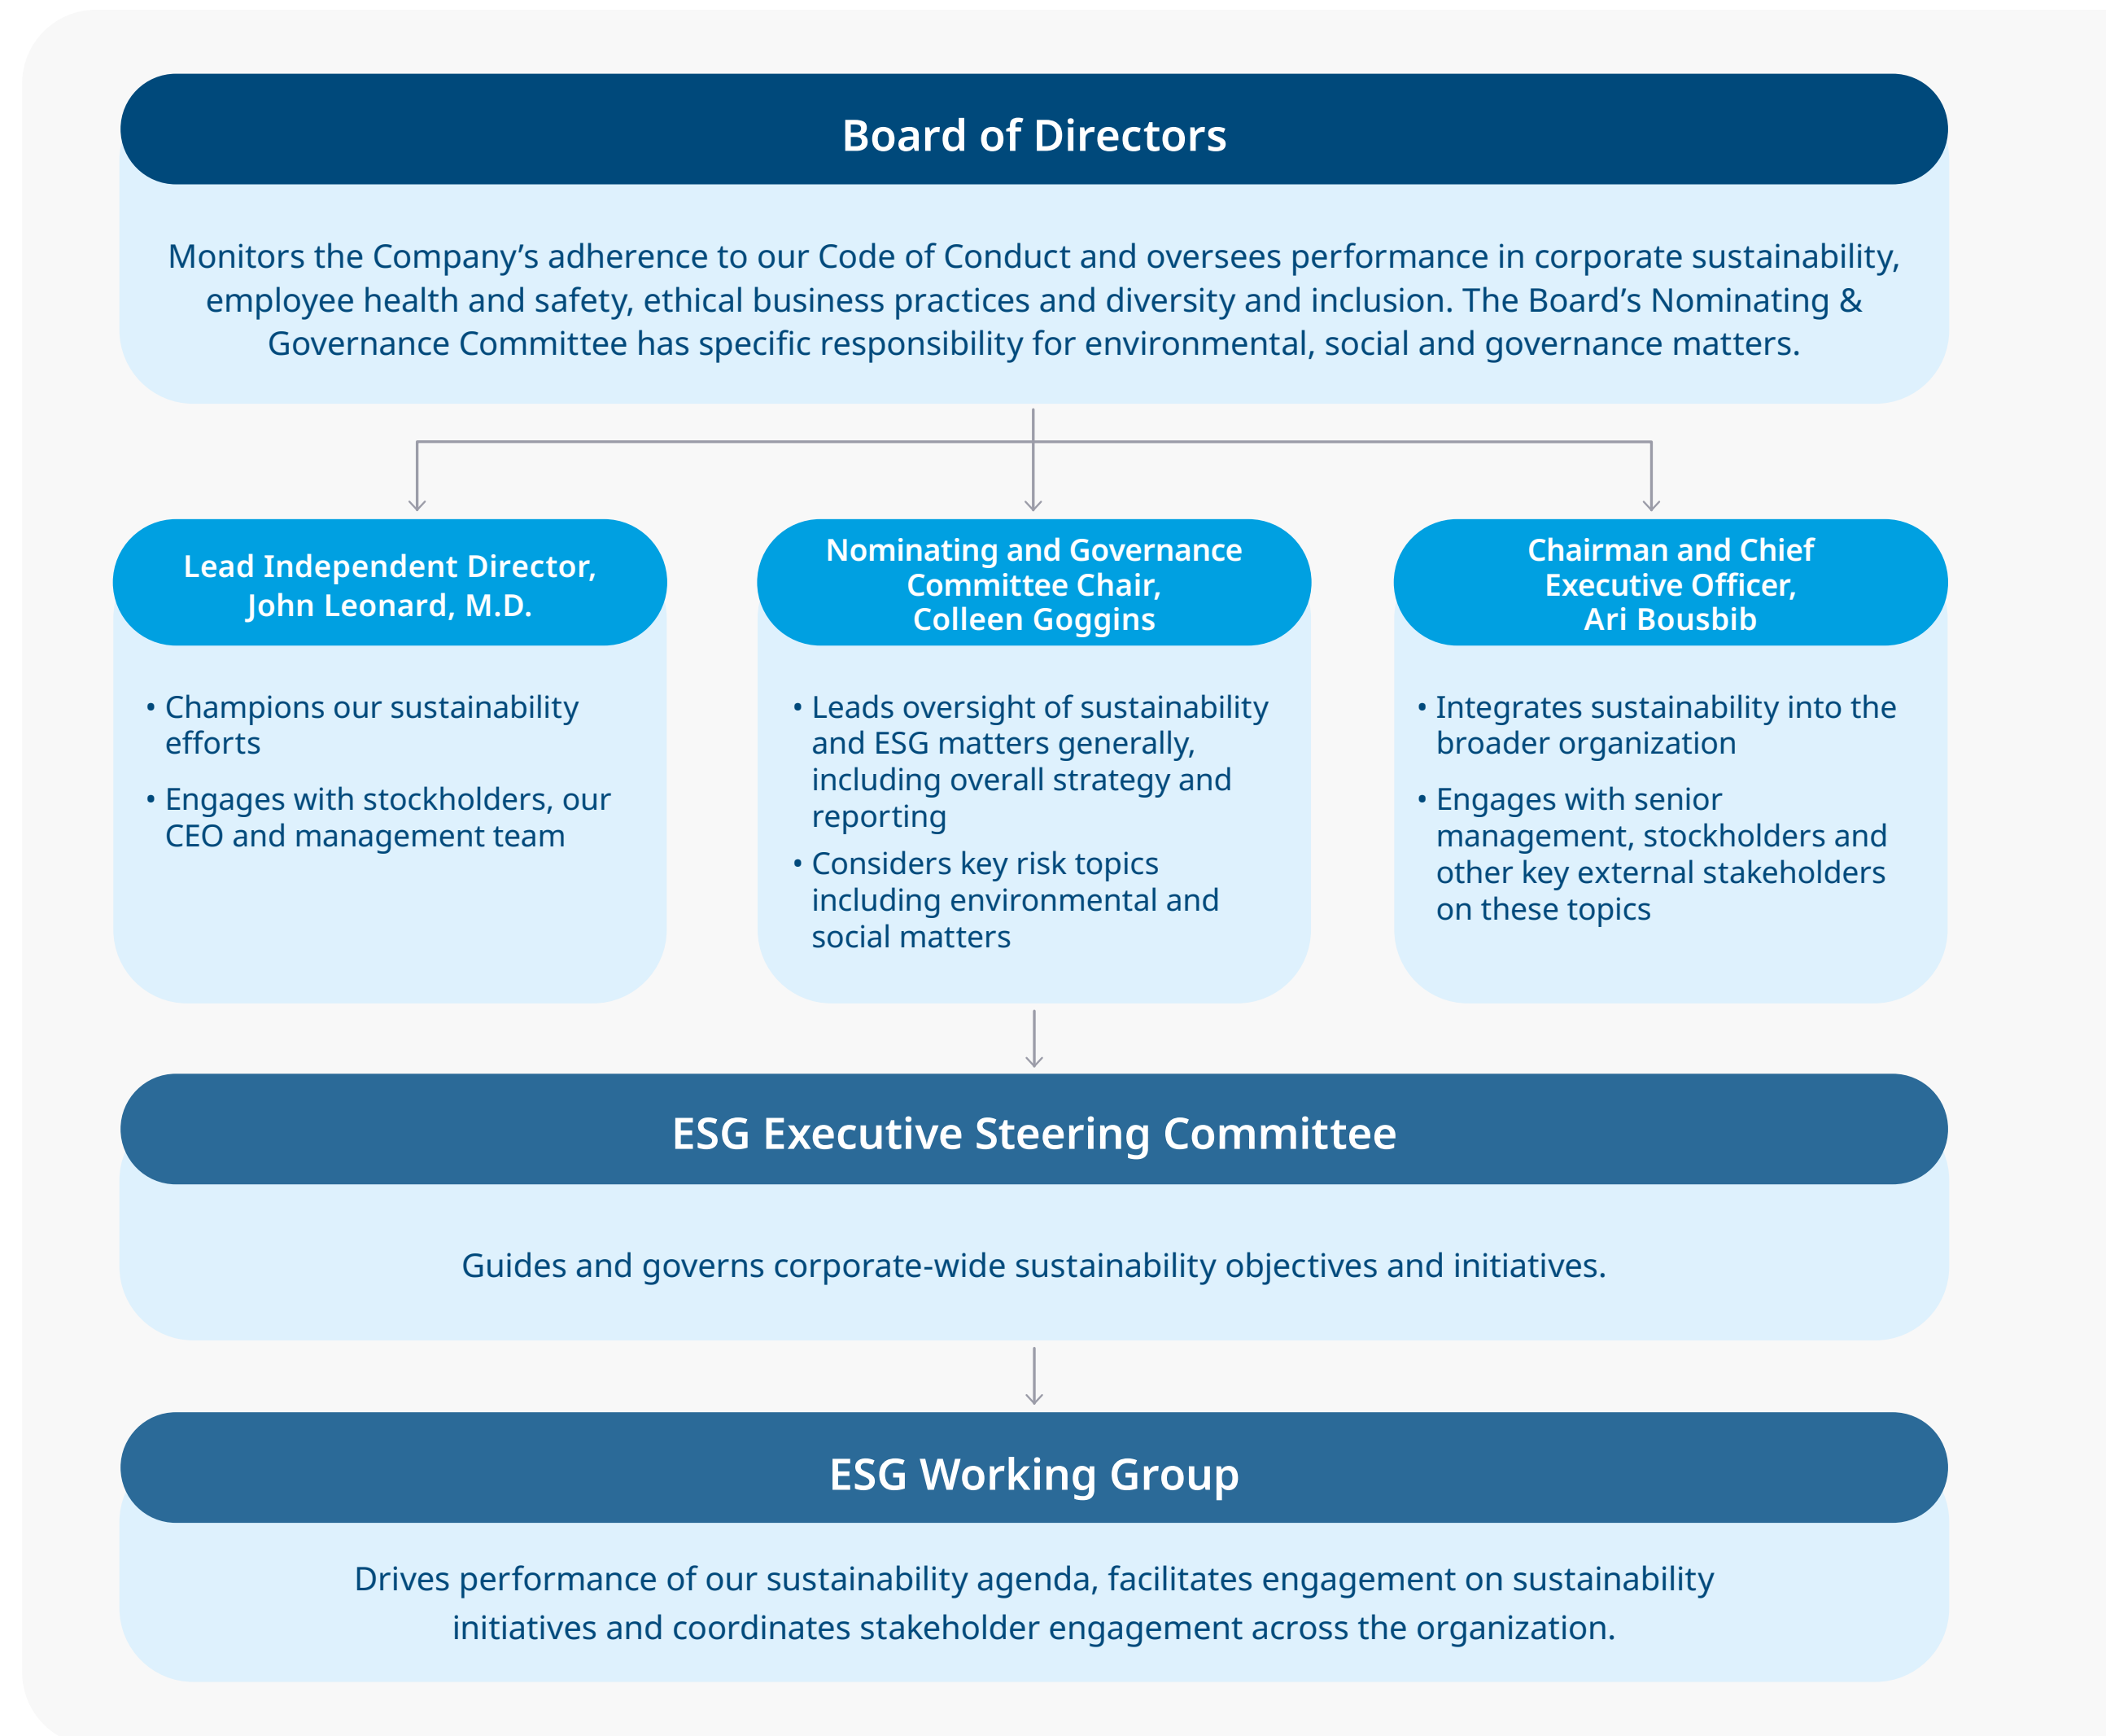 Board of Directors
Monitors the Company’s adherence to our Code of Conduct and oversees performance in corporate sustainability,
employee health and safety, ethical business practices and diversity and inclusion. The Board’s Nominating &
Governance Committee has specific responsibility for environmental, social and governance matters.
Lead Independent Director,
John Leonard, M.D.
• Champions our sustainability
efforts
• Engages with stockholders, our
CEO and management team
Nominating and Governance
Committee Chair,
Colleen Goggins
• Leads oversight of sustainability
and ESG matters generally,
including overall strategy and
reporting
• Considers key risk topics
including environmental and
social matters
Chairman and Chief
Executive Officer,
Ari Bousbib
• Integrates sustainability into the
broader organization
• Engages with senior
management, stockholders and
other key external stakeholders
on these topics
ESG Executive Steering Committee
Guides and governs corporate-wide sustainability objectives and initiatives.
ESG Working Group
Drives performance of our sustainability agenda, facilitates engagement on sustainability
initiatives and coordinates stakeholder engagement across the organization.